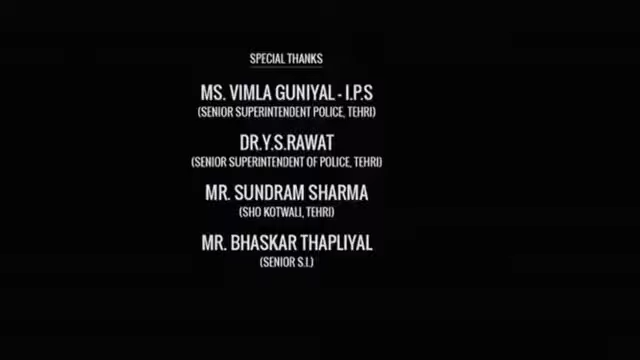 SPECIAL THANKS
MS. VIMLA GUNIYAL - I.P.S
(SENIOR SUPERINTENDENT POLICE, TEHRI)
DR.Y.S.RAWAT
(SENIOR SUPERINTENDENT OF POLICE, TEHRI)
MR. SUNDRAM SHARMA
(SHO KOTWALI, TEHRI)
MR. BHASKAR THAPLIYAL
(SENIOR S.I.)